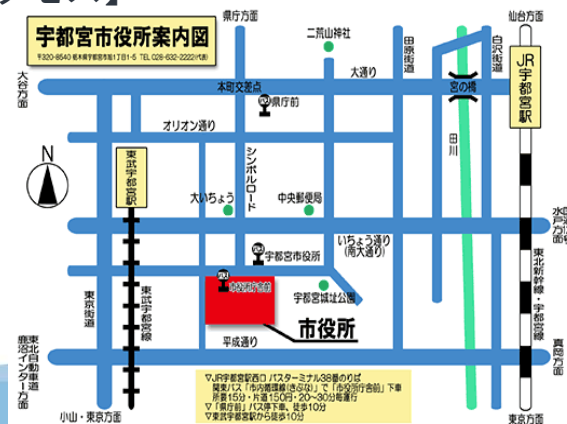 クセス】
宇都宮市役所案内図
〒320-8540 栃木県宇都宮市旭1丁目1-5 TEL 028-632-2222(代表)
県庁方面
二荒山神社
田原街道
白沢街道
仙台方面
JR宇都宮駅
大谷方面
大通り
本町交差点
宮の橋
県庁前
オリオン通り
田川
N
東武宇都宮駅
シンボルロード
大いちょう
中央郵便局
水戸方面
いちょう通り
(南大通り)
宇都宮市役所
市役所庁舎前
宇都宮城址公園
東京街道
東武宇都宮線
東北新幹線・宇都宮線
市役所
平成通り
東北自動車道
鹿沼インター方面
真岡方面
▽JR宇都宮駅西口 バスターミナル38番のりば
関東バス「市内循環線(きぶな)」で「市役所庁舎前」下車
所要15分・片道150円・20〜30分毎運行
▽「県庁前」バス停下車、徒歩10分
▽東武宇都宮駅から徒歩10分
小山・東京方面
東京方面